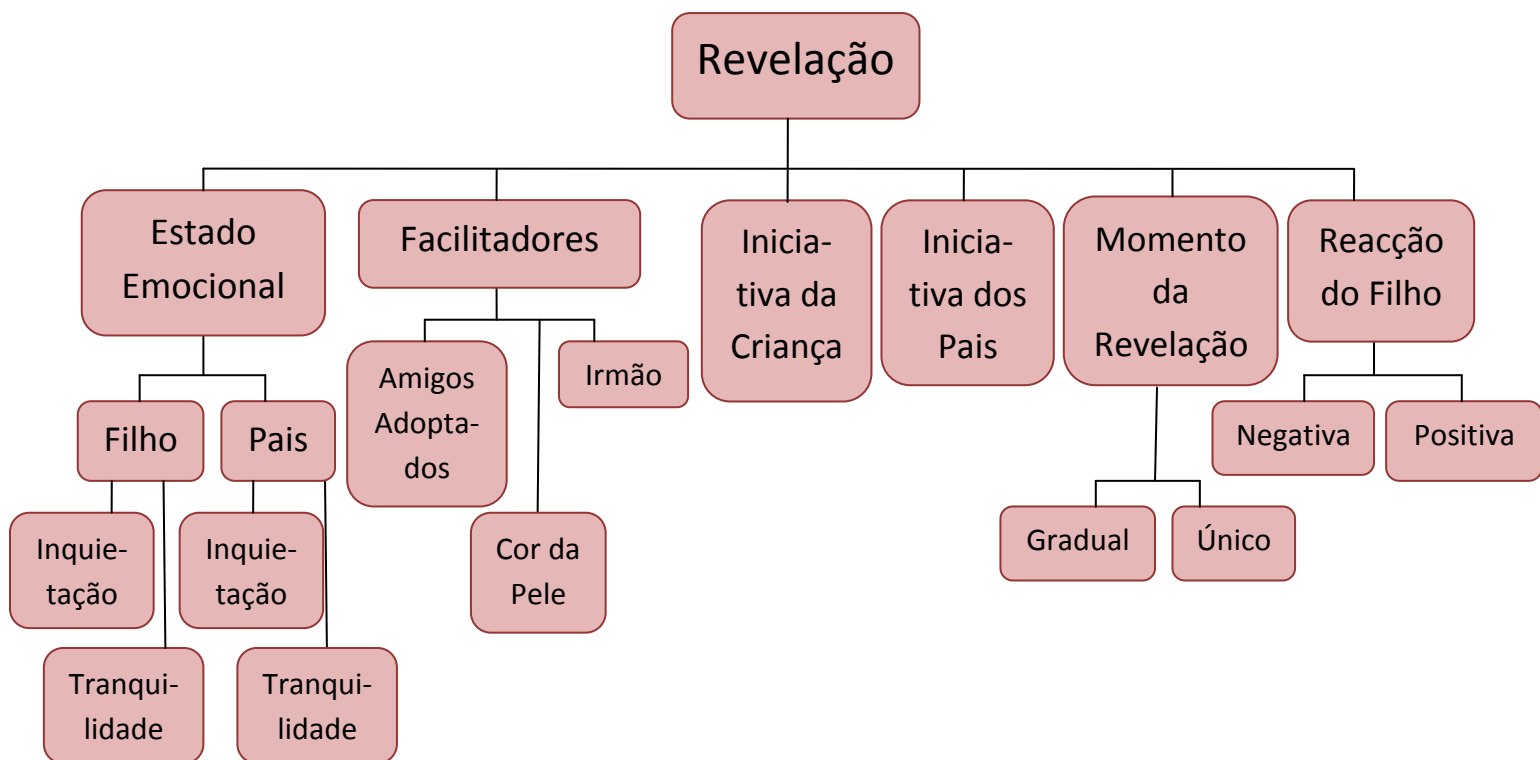 Revelação
Estado
Emocional
Facilitadores
Inicia-
tiva da
Criança
Inicia-
tiva dos
Pais
Momento
da
Revelação
Reacção
do Filho
Filho
Pais
Amigos
Adopta-
dos
Irmão
Negativa
Positiva
Inquie-
tação
Inquie-
tação
Cor da
Pele
Gradual
Único
Tranqui-
lidade
Tranqui-
lidade